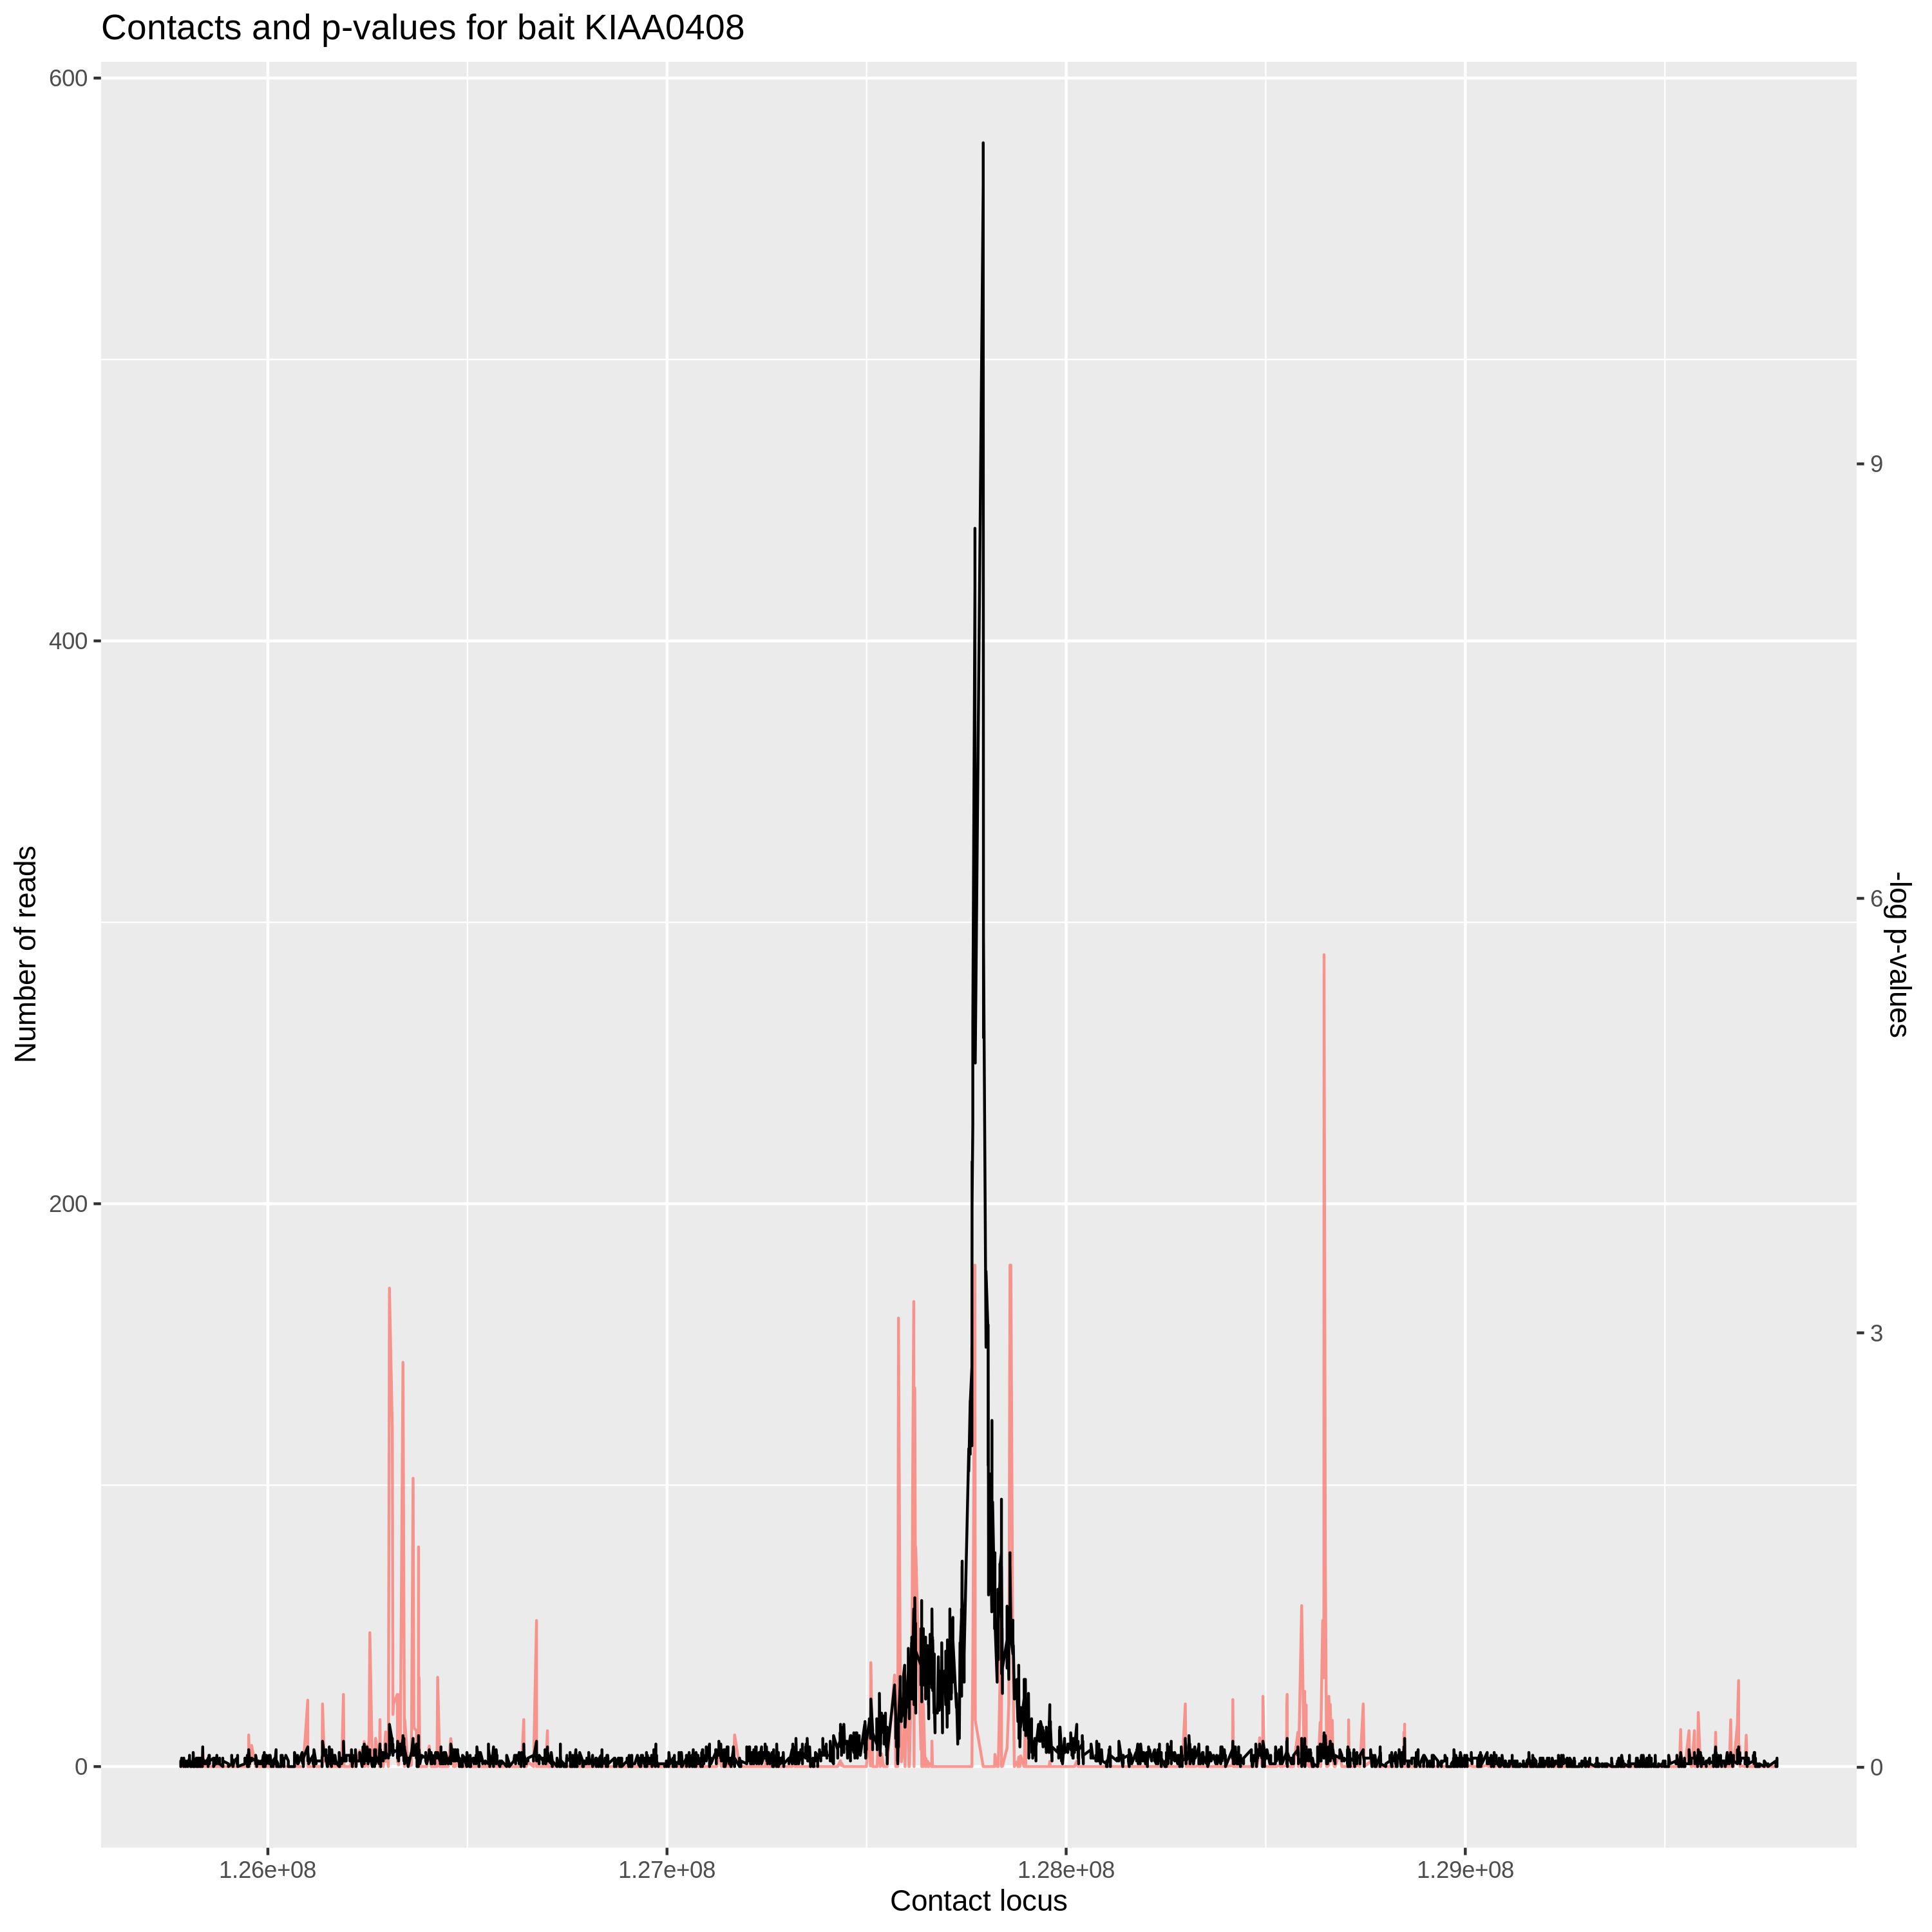 Contacts and p-values for bait KIAA0408
600
400
200
0
Number of reads
9
6
3
0
-log p-values
1.26e+08
1.27e+08
1.28e+08
1.29e+08
Contact locus